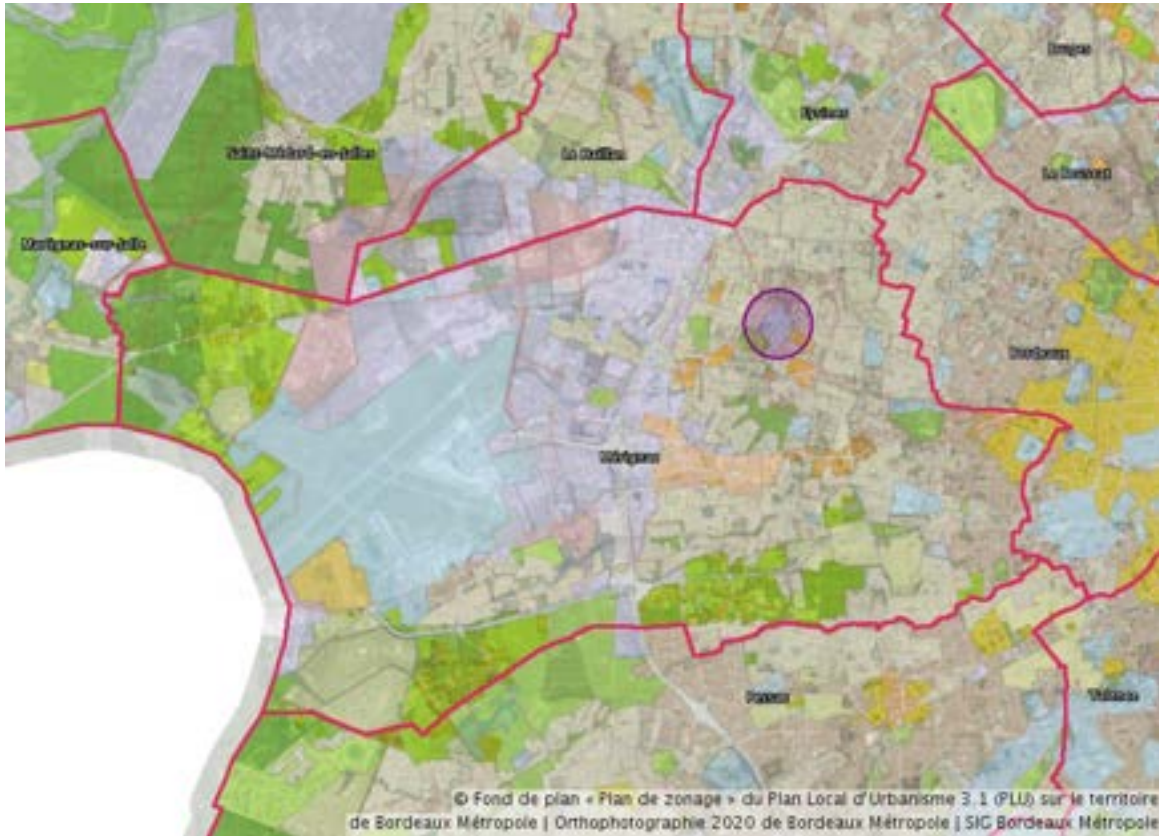 Bruges
Eysines
Saint-Médard-en-Jalles
Le Haillan
Le Bouscat
Martignas-sur-Jalle
Bordeaux
Mérignac
Pessac
Talence
© Fond de plan « Plan de zonage » du Plan Local d'Urbanisme 3.1 (PLU) sur le territoire
de Bordeaux Métropole | Orthophotographie 2020 de Bordeaux Métropole | SIG Bordeaux Métropole